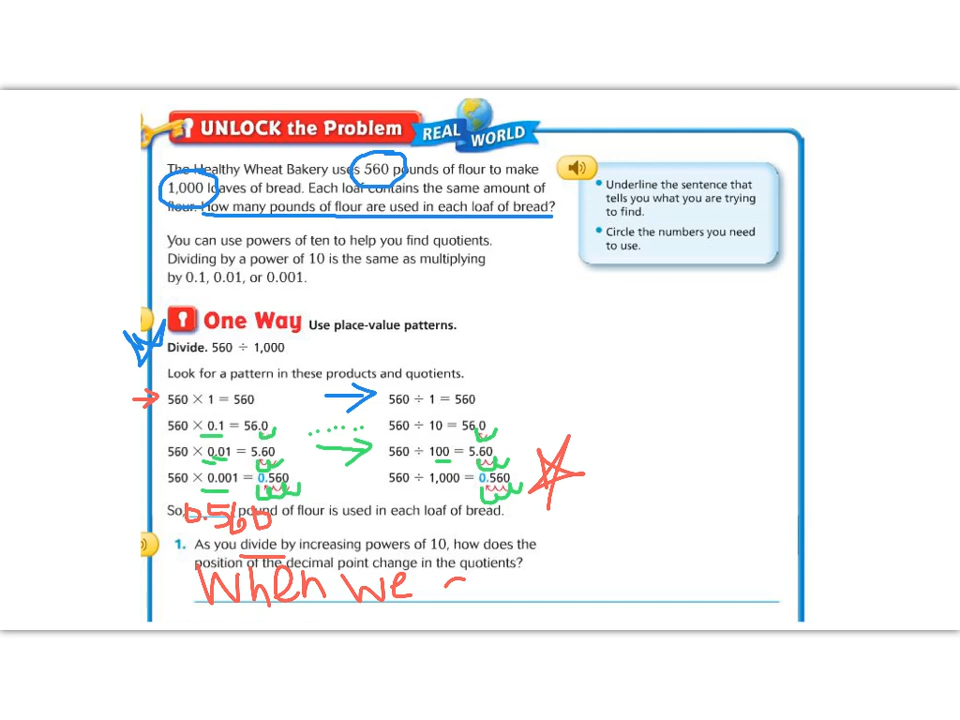 UNLOCK the Problem REAL WORLD
The Healthy Wheat Bakery uses 560 pounds of flour to make
1,000 loaves of bread. Each loaf contains the same amount of
flour. How many pounds of flour are used in each loaf of bread?
• Underline the sentence that
tells you what you are trying
to find.
• Circle the numbers you need
to use.
You can use powers of ten to help you find quotients.
Dividing by a power of 10 is the same as multiplying
by 0.1, 0.01, or 0.001.
One Way Use place-value patterns.
Divide. 560 ÷ 1,000
Look for a pattern in these products and quotients.
560 × 1 = 560 560 ÷ 1 = 560
560 × 0.1 = 56.0 560 ÷ 10 = 56.0
560 × 0.01 = 5.60 560 ÷ 100 = 5.60
560 × 0.001 = 0.560 560 ÷ 1,000 = 0.560
So, 0.560 pound of flour is used in each loaf of bread.
1. As you divide by increasing powers of 10, how does the
position of the decimal point change in the quotients?
When we